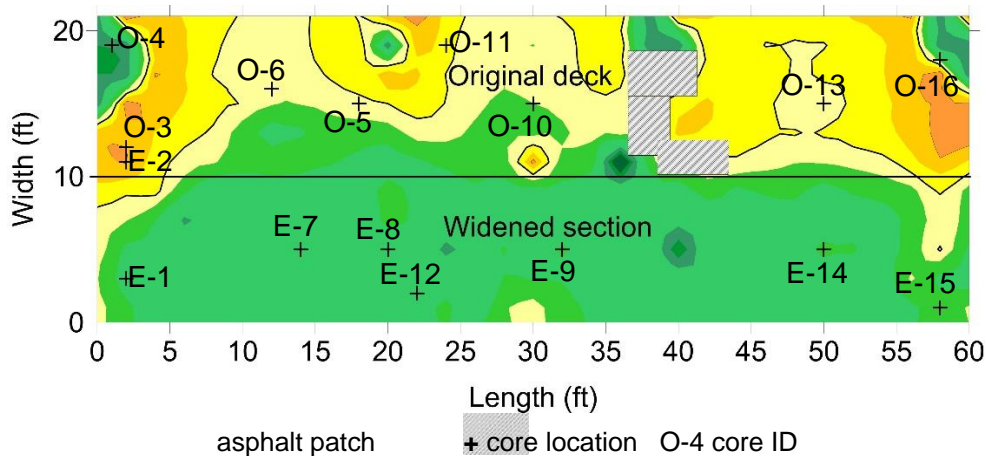 20
O-4
O-11
O-6
Original deck
O-13
O-16
O-3
O-5
O-10
E-2
10
Width (ft)
E-7
E-8
Widened section
E-1
E-12
E-9
E-14
E-15
0
0 5 10 15 20 25 30 35 40 45 50 55 60
Length (ft)
asphalt patch + core location O-4 core ID